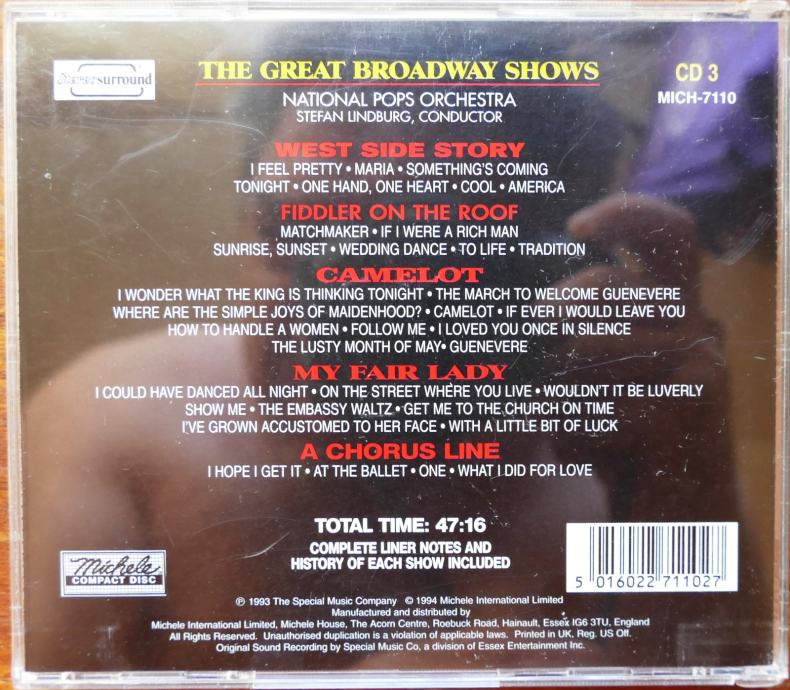 Stereosurround
THE GREAT BROADWAY SHOWS
CD 3
NATIONAL POPS ORCHESTRA
MICH-7110
STEFAN LINDBURG, CONDUCTOR
WEST SIDE STORY
I FEEL PRETTY • MARIA • SOMETHING'S COMING
TONIGHT • ONE HAND, ONE HEART • COOL • AMERICA
FIDDLER ON THE ROOF
MATCHMAKER • IF I WERE A RICH MAN
SUNRISE, SUNSET • WEDDING DANCE • TO LIFE • TRADITION
CAMELOT
I WONDER WHAT THE KING IS THINKING TONIGHT • THE MARCH TO WELCOME GUENEVERE
WHERE ARE THE SIMPLE JOYS OF MAIDENHOOD? • CAMELOT • IF EVER I WOULD LEAVE YOU
HOW TO HANDLE A WOMEN • FOLLOW ME • I LOVED YOU ONCE IN SILENCE
THE LUSTY MONTH OF MAY • GUENEVERE
MY FAIR LADY
I COULD HAVE DANCED ALL NIGHT • ON THE STREET WHERE YOU LIVE • WOULDN'T IT BE LUVERLY
SHOW ME • THE EMBASSY WALTZ • GET ME TO THE CHURCH ON TIME
I'VE GROWN ACCUSTOMED TO HER FACE • WITH A LITTLE BIT OF LUCK
A CHORUS LINE
I HOPE I GET IT • AT THE BALLET • ONE • WHAT I DID FOR LOVE
TOTAL TIME: 47:16
COMPLETE LINER NOTES AND
HISTORY OF EACH SHOW INCLUDED
Michele
COMPACT DISC
5 016022 711027
℗ 1993 The Special Music Company © 1994 Michele International Limited
Manufactured and distributed by
Michele International Limited, Michele House, The Acorn Centre, Roebuck Road, Hainault, Essex IG6 3TU, England
All Rights Reserved. Unauthorised duplication is a violation of applicable laws. Printed in UK, Reg. US Off.
Original Sound Recording by Special Music Co, a division of Essex Entertainment Inc.